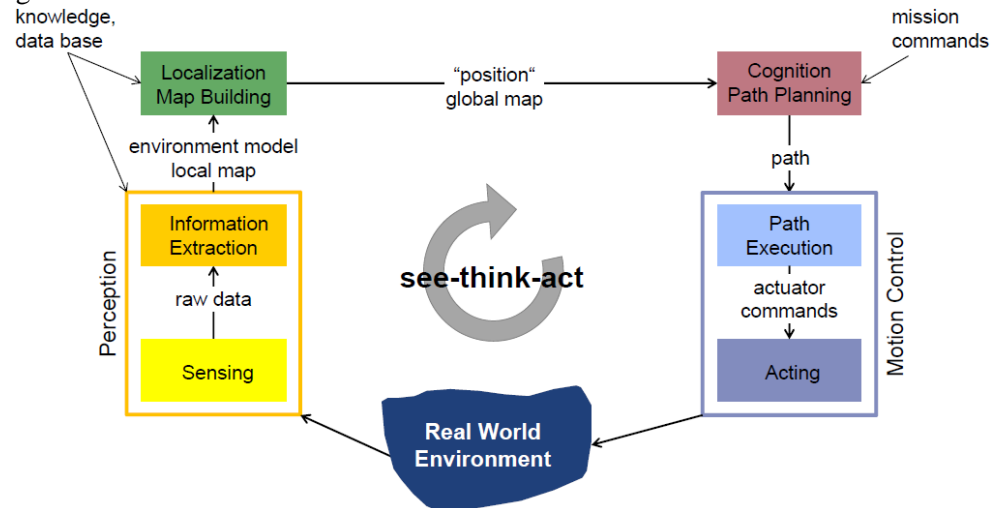 knowledge,
data base
mission
commands
Localization
Map Building
“position“
global map
Cognition
Path Planning
environment model
local map
path
Perception
Information
Extraction
raw data
Sensing
see-think-act
Path
Execution
actuator
commands
Acting
Motion Control
Real World
Environment